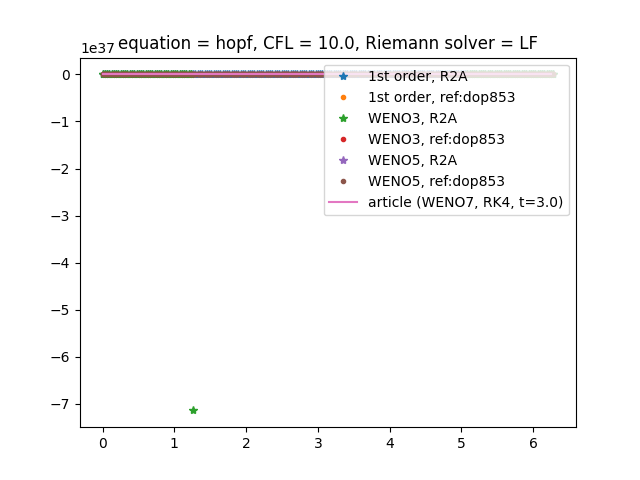 equation = hopf, CFL = 10.0, Riemann solver = LF
1e37
0
−1
−2
−3
−4
−5
−6
−7
0 1 2 3 4 5 6
1st order, R2A
1st order, ref:dop853
WENO3, R2A
WENO3, ref:dop853
WENO5, R2A
WENO5, ref:dop853
article (WENO7, RK4, t=3.0)